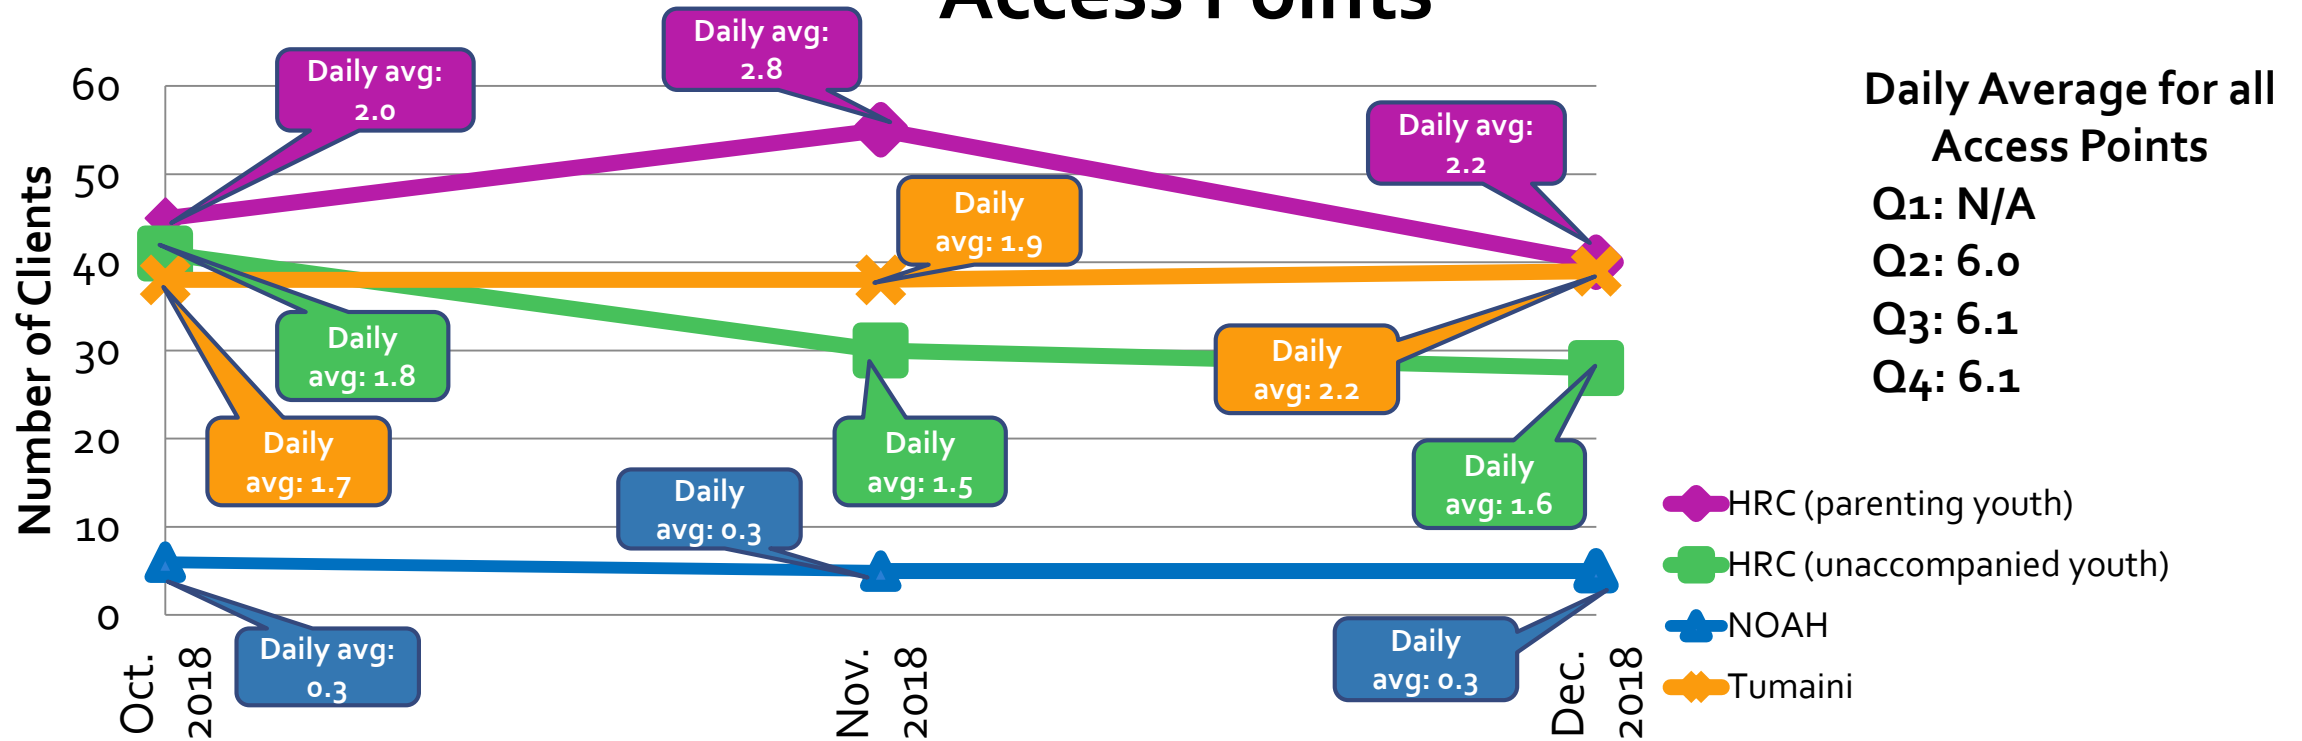 Access Points
Number of Clients
60
50
40
30
20
10
0
Daily avg:
2.0
Daily avg:
2.8
Daily avg:
2.2
Daily
avg: 1.9
Daily
avg: 1.8
Daily
avg: 2.2
Daily
avg: 1.7
Daily
avg: 1.5
Daily
avg: 1.6
Daily
avg: 0.3
Daily avg:
0.3
Daily
avg: 0.3
Oct.
2018
Nov.
2018
Dec.
2018
Daily Average for all
Access Points
Q1: N/A
Q2: 6.0
Q3: 6.1
Q4: 6.1
HRC (parenting youth)
HRC (unaccompanied youth)
NOAH
Tumaini